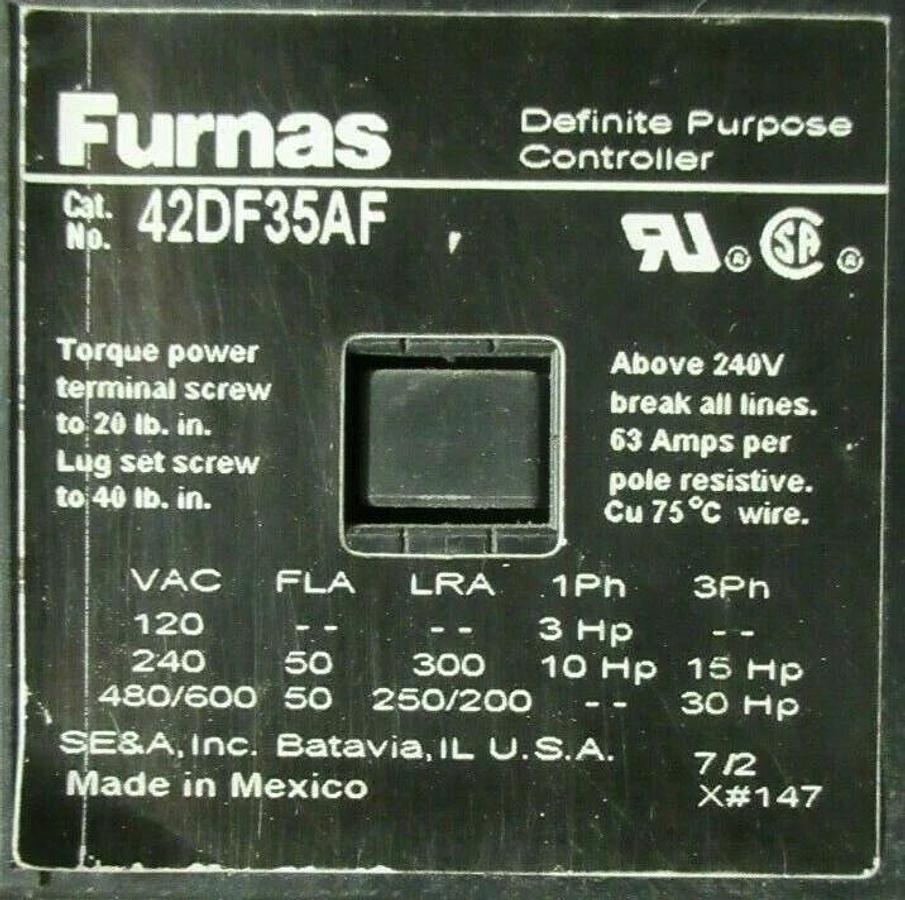 Furnas
Definite Purpose
Controller
Cat.
No. 42DF35AF
RU® SA®
Torque power
terminal screw
to 20 lb. in.
Lug set screw
to 40 lb. in.
Above 240V
break all lines.
63 Amps per
pole resistive.
Cu 75°C wire.
VAC FLA LRA 1Ph 3Ph
120 -- -- 3 Hp --
240 50 300 10 Hp 15 Hp
480/600 50 250/200 -- 30 Hp
SE&A, Inc. Batavia, IL U.S.A.
Made in Mexico
7/2
X#147